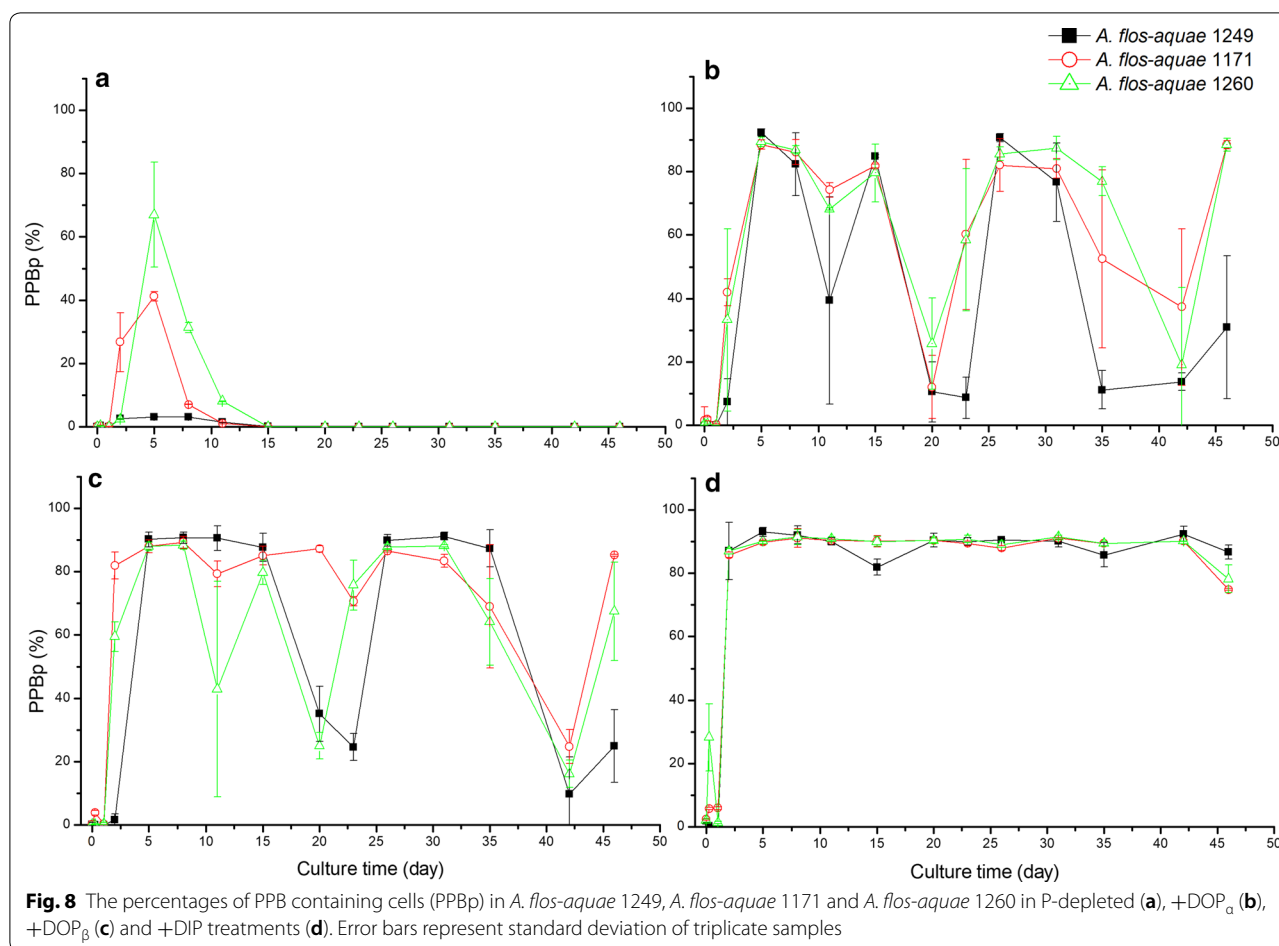 A. flos-aquae 1249
A. flos-aquae 1171
A. flos-aquae 1260
a
PPBp (%)
100
80
60
40
20
0
0 5 10 15 20 25 30 35 40 45 50
b
100
80
60
40
20
0
0 5 10 15 20 25 30 35 40 45 50
c
PPBp (%)
100
80
60
40
20
0
0 5 10 15 20 25 30 35 40 45 50
Culture time (day)
d
100
80
60
40
20
0
0 5 10 15 20 25 30 35 40 45 50
Culture time (day)
Fig. 8 The percentages of PPB containing cells (PPBp) in A. flos-aquae 1249, A. flos-aquae 1171 and A. flos-aquae 1260 in P-depleted (a), +DOPα (b),
+DOPβ (c) and +DIP treatments (d). Error bars represent standard deviation of triplicate samples